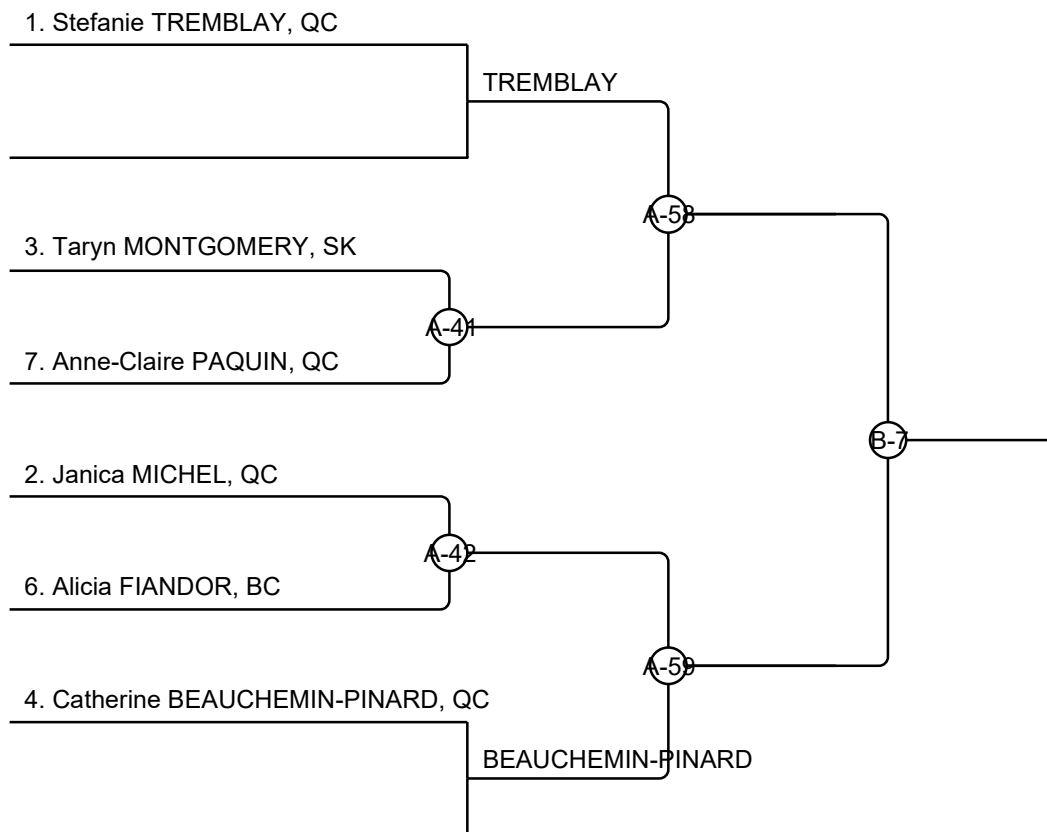 1. Stefanie TREMBLAY, QC
TREMBLAY
A-58
3. Taryn MONTGOMERY, SK
A-41
7. Anne-Claire PAQUIN, QC
B-7
2. Janica MICHEL, QC
A-42
6. Alicia FIANDOR, BC
A-59
4. Catherine BEAUCHEMIN-PINARD, QC
BEAUCHEMIN-PINARD